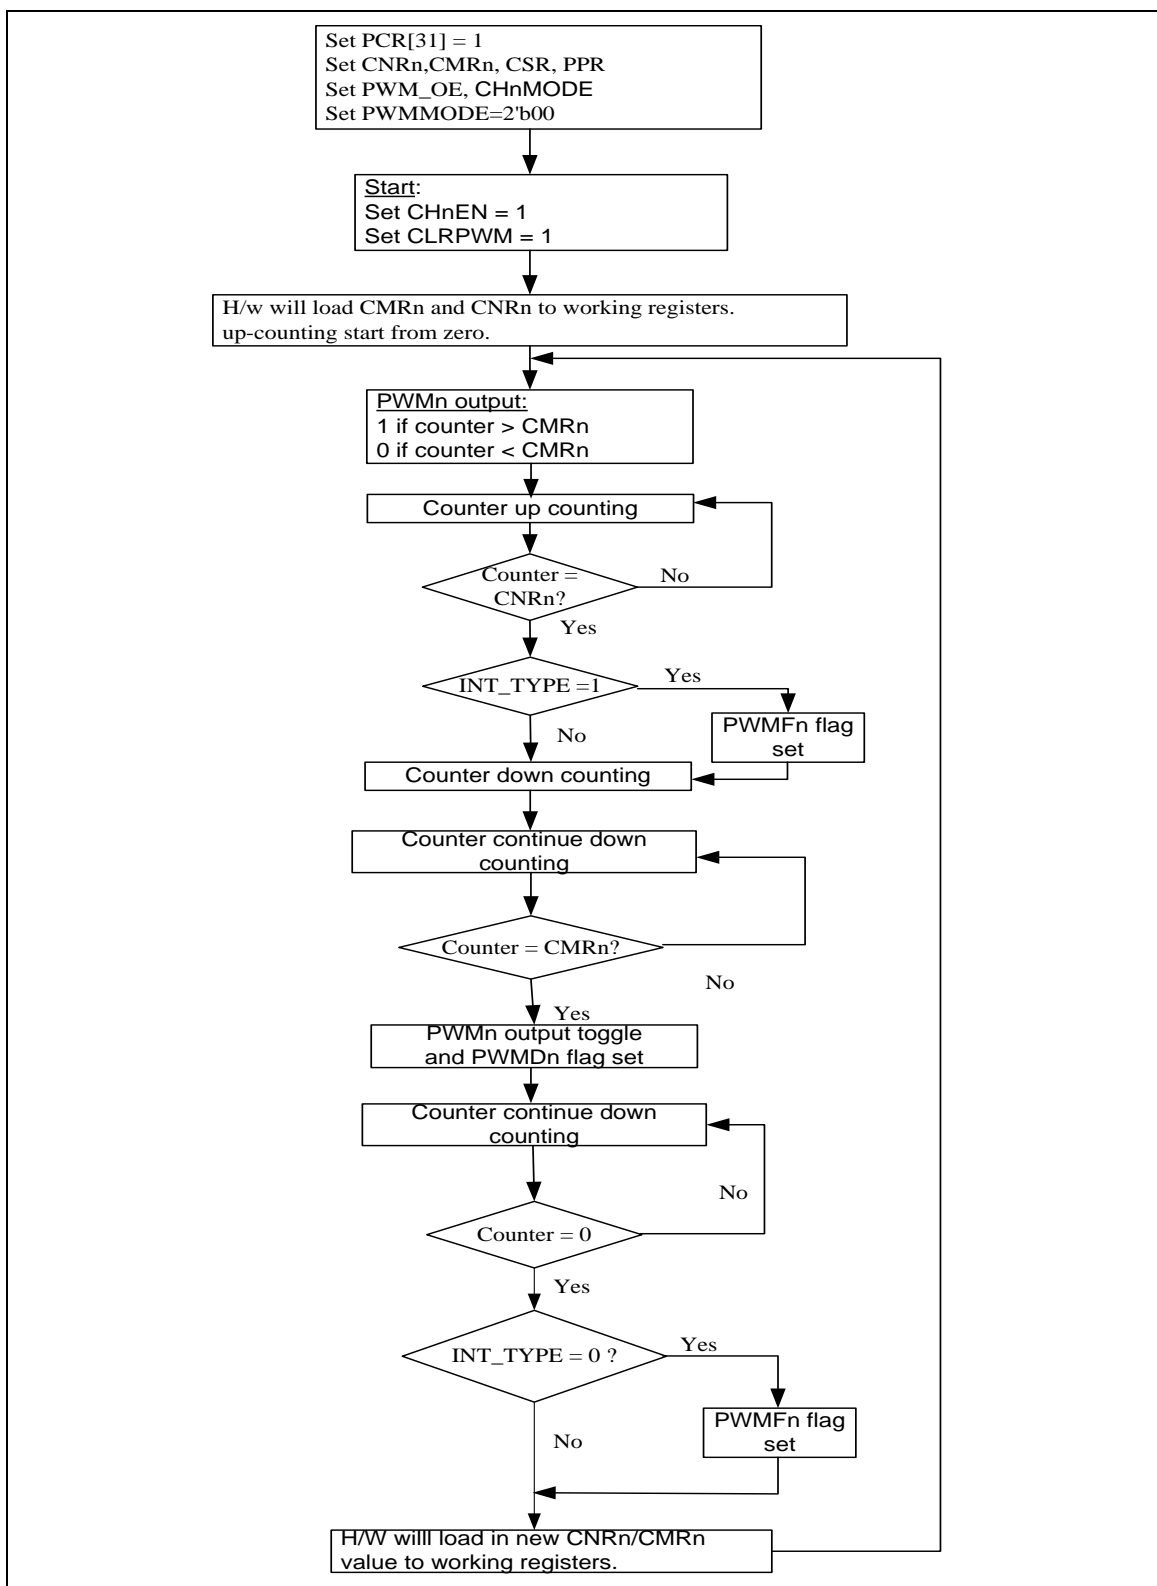 Set PCR[31] = 1
Set CNRn,CMRn, CSR, PPR
Set PWM_OE, CHnMODE
Set PWMMODE=2'b00
Start:
Set CHnEN = 1
Set CLRPWM = 1
H/w will load CMRn and CNRn to working registers.
up-counting start from zero.
PWMn output:
1 if counter > CMRn
0 if counter < CMRn
Counter up counting
Counter =
CNRn?
No
Yes
INT_TYPE =1
Yes
No
PWMFn flag
set
Counter down counting
Counter continue down
counting
Counter = CMRn?
No
Yes
PWMn output toggle
and PWMDn flag set
Counter continue down
counting
No
Counter = 0
Yes
INT_TYPE = 0 ?
Yes
No
PWMFn flag
set
H/W willl load in new CNRn/CMRn
value to working registers.